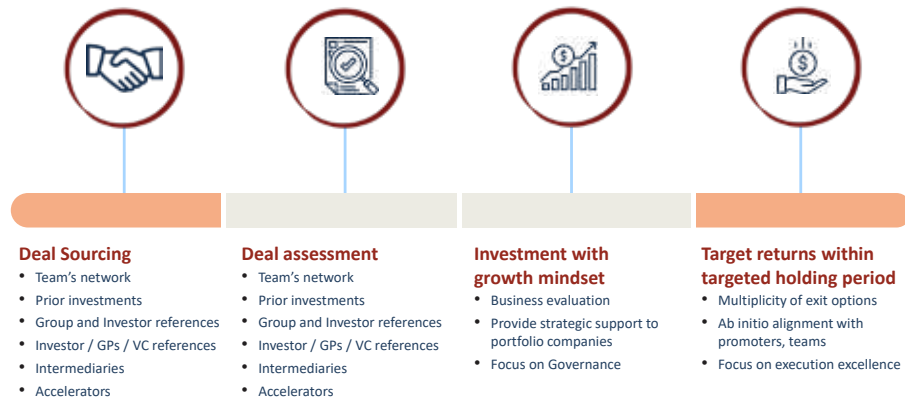 Deal Sourcing
• Team's network
• Prior investments
• Group and Investor references
• Investor / GPs / VC references
• Intermediaries
• Accelerators
Deal assessment
• Team's network
• Prior investments
• Group and Investor references
• Investor / GPs / VC references
• Intermediaries
• Accelerators
Investment with
growth mindset
• Business evaluation
• Provide strategic support to
portfolio companies
• Focus on Governance
Target returns within
targeted holding period
• Multiplicity of exit options
• Ab initio alignment with
promoters, teams
• Focus on execution excellence